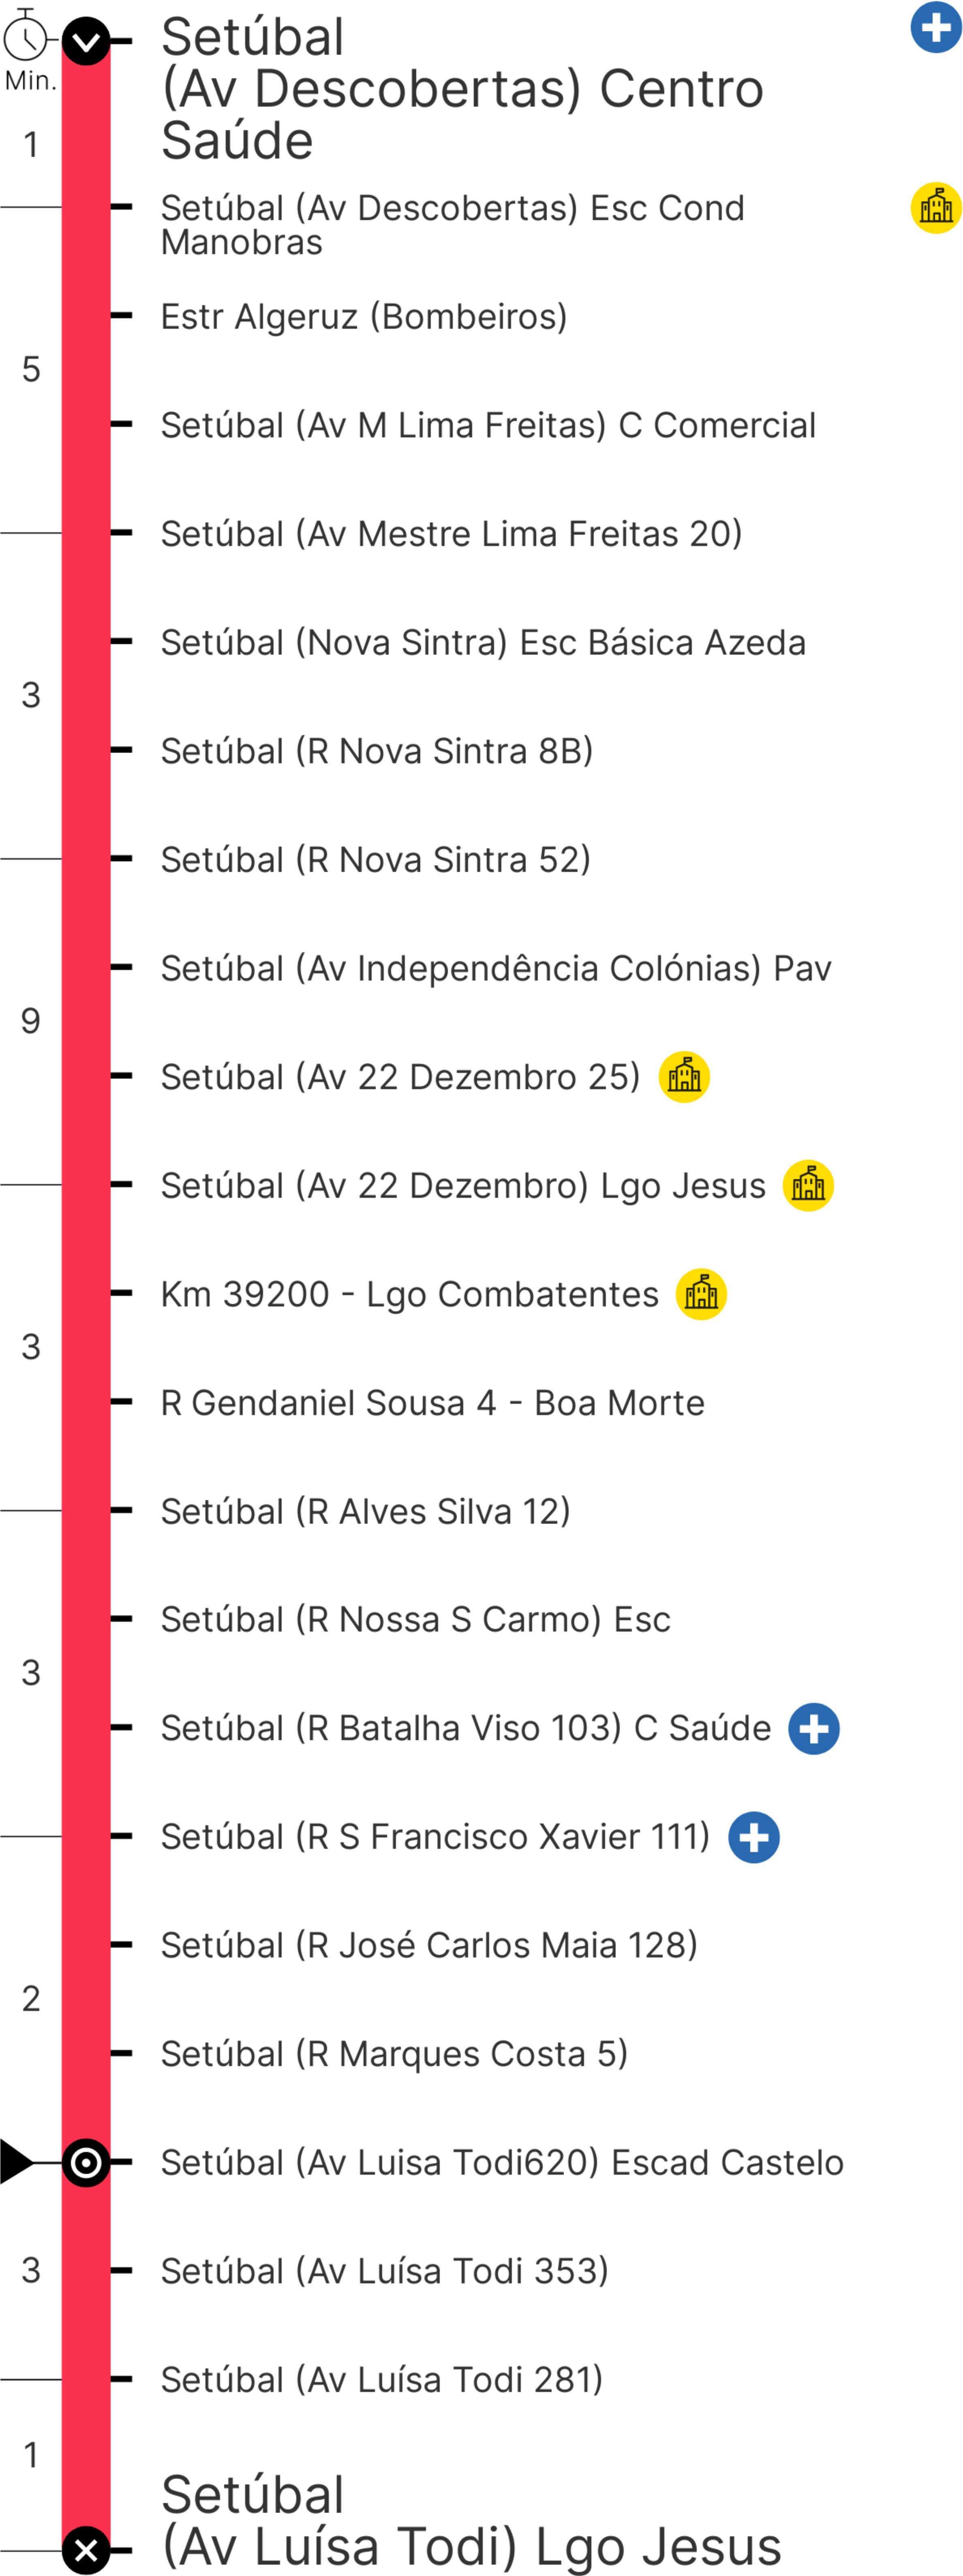 Setúbal
(Av Descobertas) Centro
Saúde
Min.
1
Setúbal (Av Descobertas) Esc Cond
Manobras
Estr Algeruz (Bombeiros)
5
Setúbal (Av M Lima Freitas) C Comercial
Setúbal (Av Mestre Lima Freitas 20)
Setúbal (Nova Sintra) Esc Básica Azeda
3
Setúbal (R Nova Sintra 8B)
Setúbal (R Nova Sintra 52)
Setúbal (Av Independência Colónias) Pav
9
Setúbal (Av 22 Dezembro 25)
Setúbal (Av 22 Dezembro) Lgo Jesus
Km 39200 - Lgo Combatentes
3
R Gendaniel Sousa 4 - Boa Morte
Setúbal (R Alves Silva 12)
Setúbal (R Nossa S Carmo) Esc
3
Setúbal (R Batalha Viso 103) C Saúde
Setúbal (R S Francisco Xavier 111)
Setúbal (R José Carlos Maia 128)
2
Setúbal (R Marques Costa 5)
Setúbal (Av Luisa Todi620) Escad Castelo
3
Setúbal (Av Luísa Todi 353)
Setúbal (Av Luísa Todi 281)
1
Setúbal
(Av Luísa Todi) Lgo Jesus